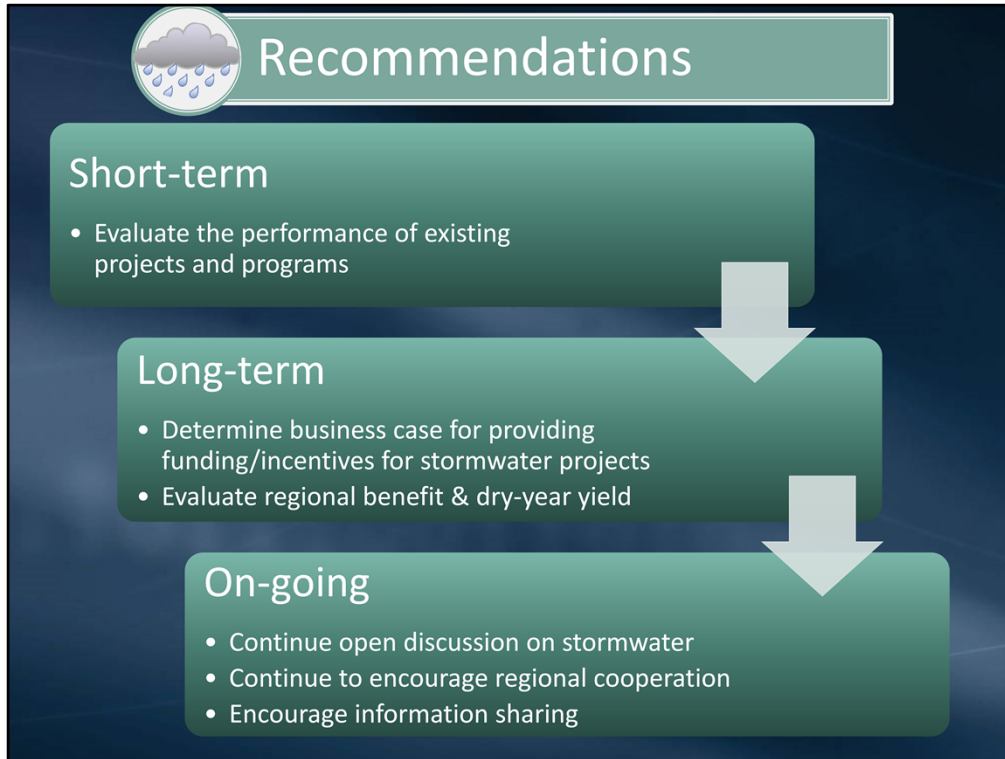 Recommendations
Short-term
• Evaluate the performance of existing
projects and programs
Long-term
• Determine business case for providing
funding/incentives for stormwater projects
• Evaluate regional benefit & dry-year yield
On-going
• Continue open discussion on stormwater
• Continue to encourage regional cooperation
• Encourage information sharing